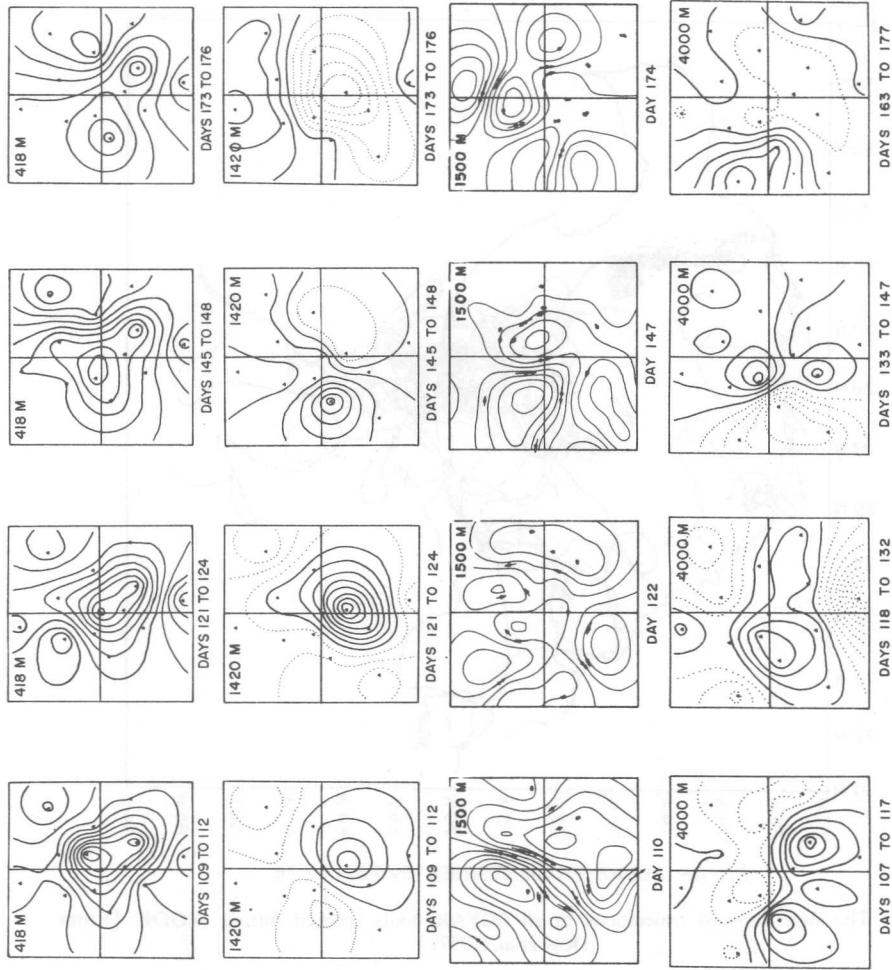 418 M
1420 M
1500 M
4000 M
DAYS 173 TO 176
DAYS 173 TO 176
DAY 174
DAYS 163 TO 177
418 M
1420 M
1500 M
4000 M
DAYS 145 TO 148
DAYS 145 TO 148
DAY 147
DAYS 133 TO 147
418 M
1420 M
1500 M
4000 M
DAYS 121 TO 124
DAYS 121 TO 124
DAY 122
DAYS 118 TO 132
418 M
1420 M
1500 M
4000 M
DAYS 109 TO 112
DAYS 109 TO 112
DAY 110
DAYS 107 TO 117